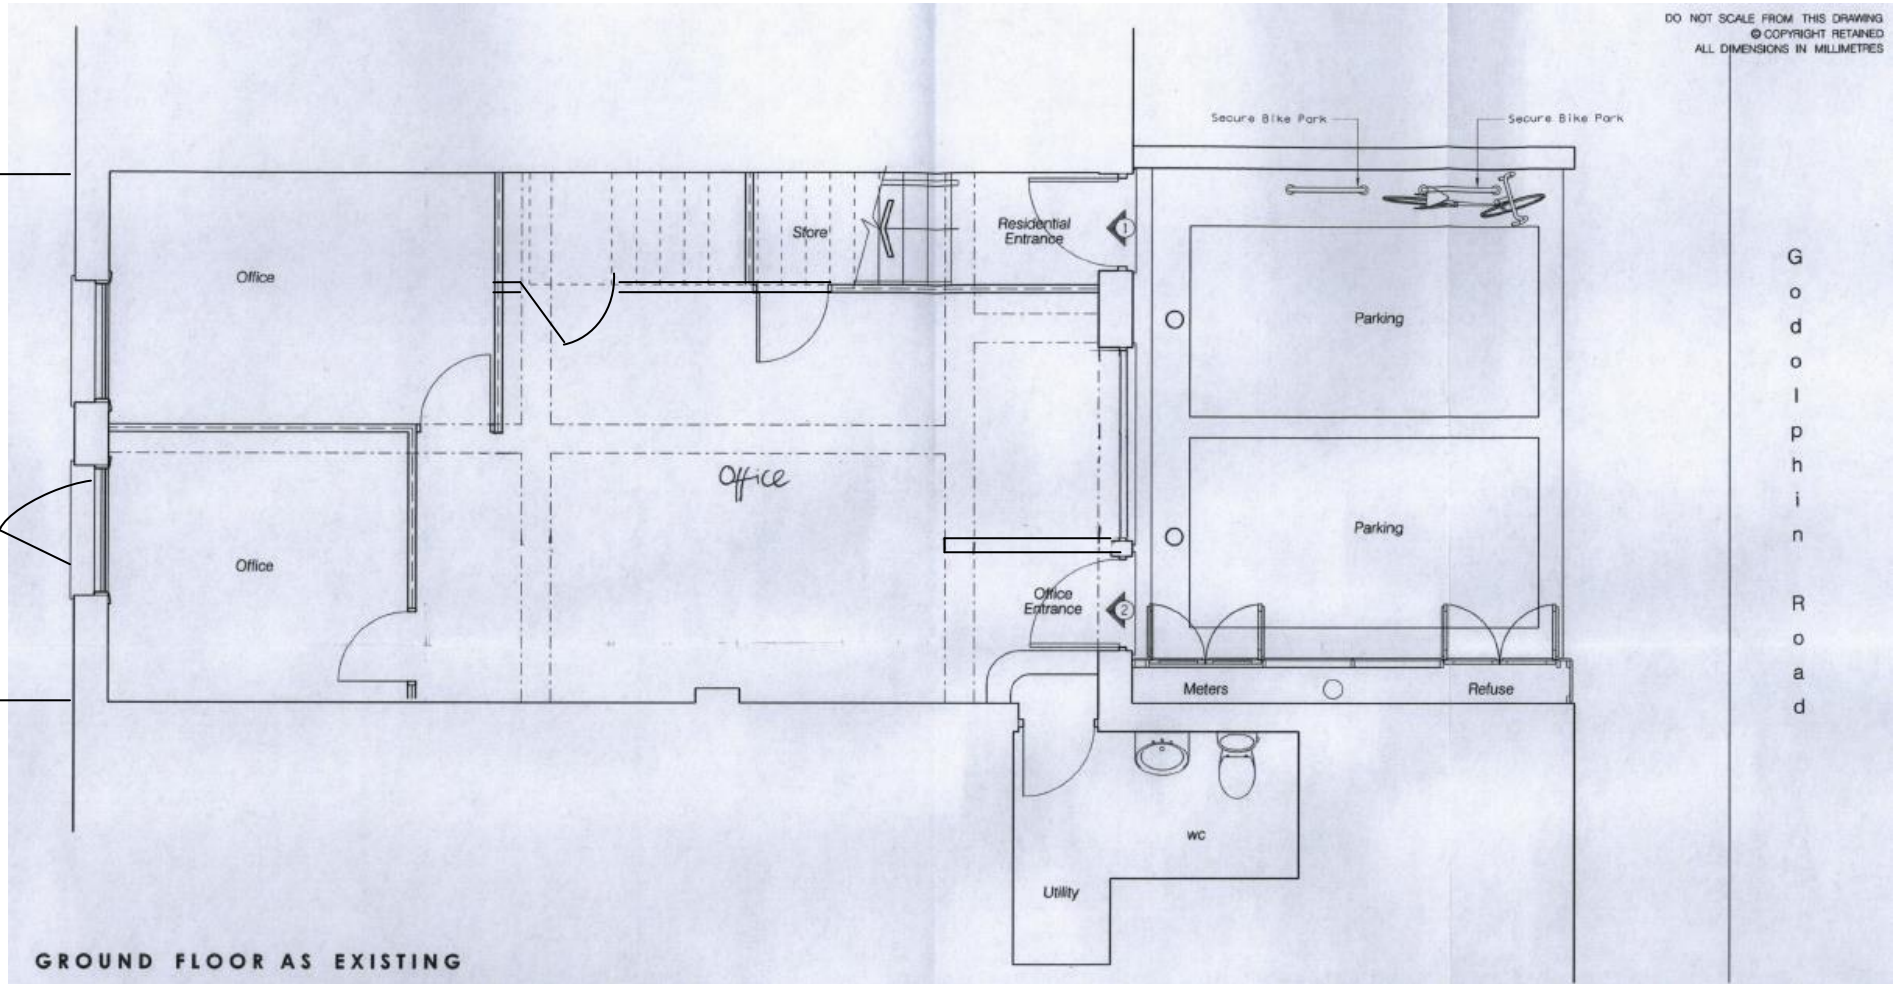 DO NOT SCALE FROM THIS DRAWING
© COPYRIGHT RETAINED
ALL DIMENSIONS IN MILLIMETRES
Secure Bike Park
Secure Bike Park
Residential
Entrance
1
Store
Office
Parking
Office
Parking
Office
Office
Entrance
2
Meters
Refuse
WC
Utility
Godolphin Road
GROUND FLOOR AS EXISTING